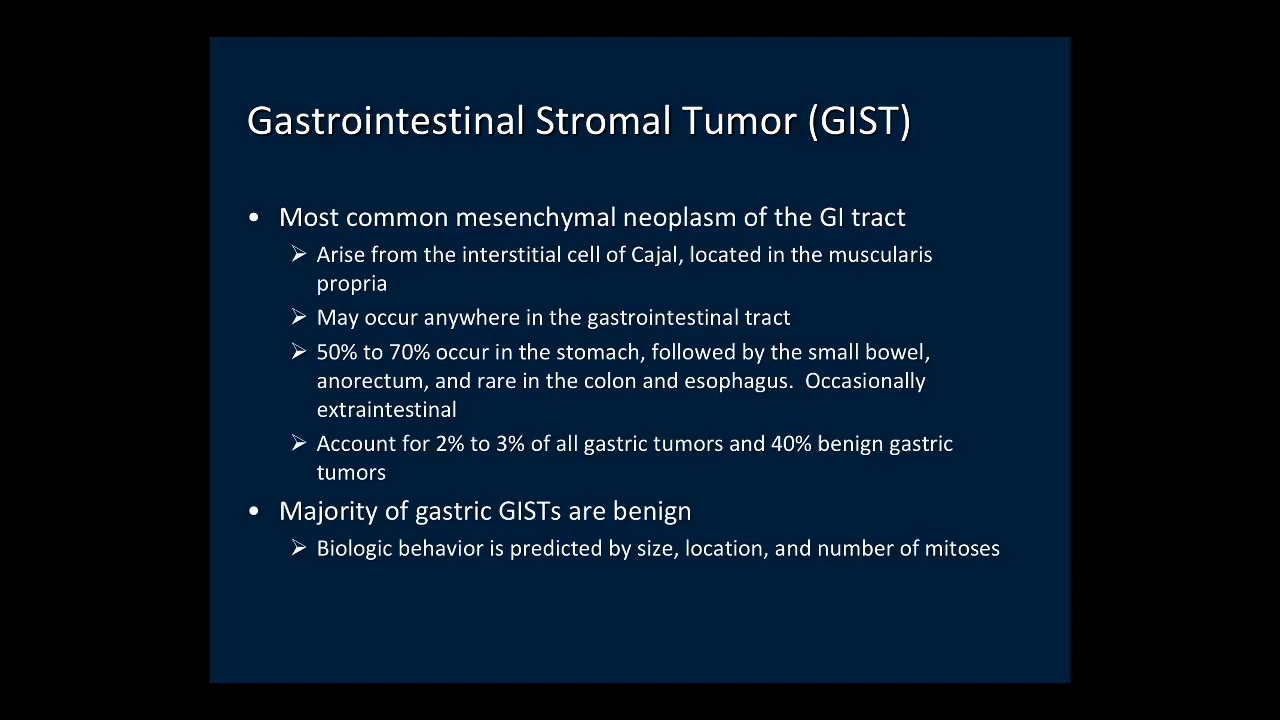 Gastrointestinal Stromal Tumor (GIST)
• Most common mesenchymal neoplasm of the GI tract
➢ Arise from the interstitial cell of Cajal, located in the muscularis
propria
➢ May occur anywhere in the gastrointestinal tract
➢ 50% to 70% occur in the stomach, followed by the small bowel,
anorectum, and rare in the colon and esophagus.  Occasionally
extraintestinal
➢ Account for 2% to 3% of all gastric tumors and 40% benign gastric
tumors
• Majority of gastric GISTs are benign
➢ Biologic behavior is predicted by size, location, and number of mitoses